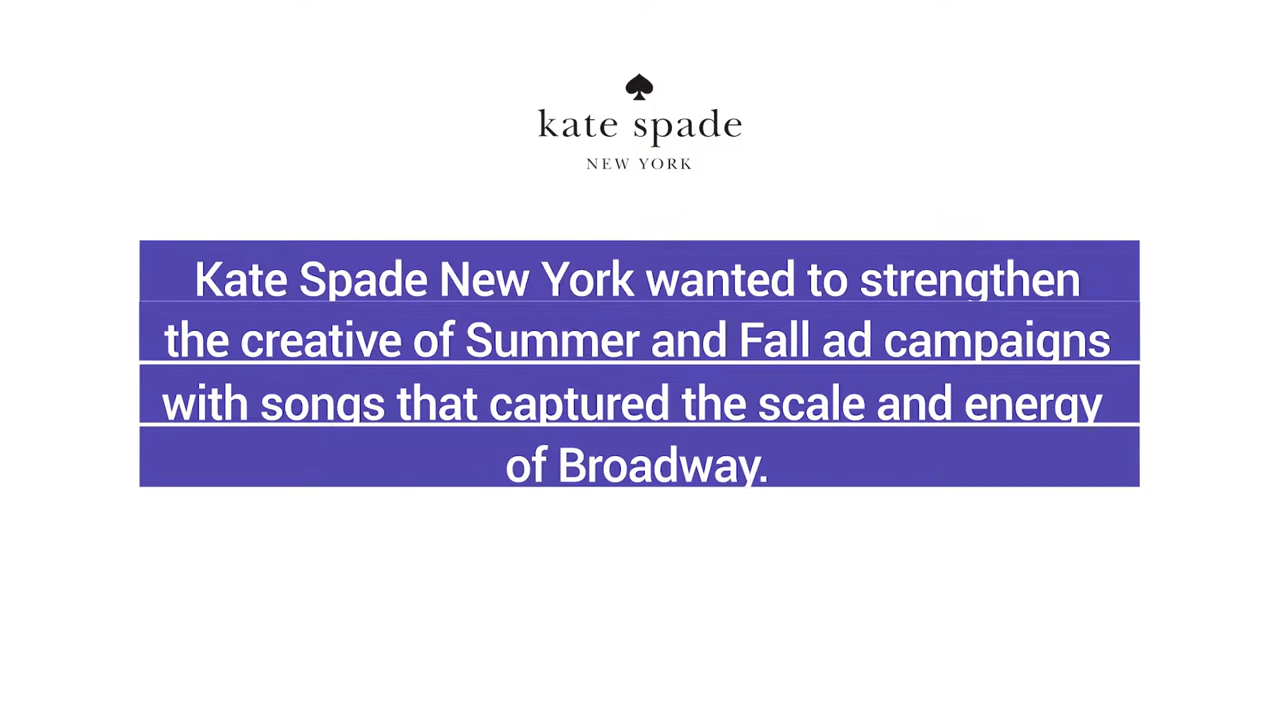 kate spade
NEW YORK
Kate Spade New York wanted to strengthen
the creative of Summer and Fall ad campaigns
with songs that captured the scale and energy
of Broadway.